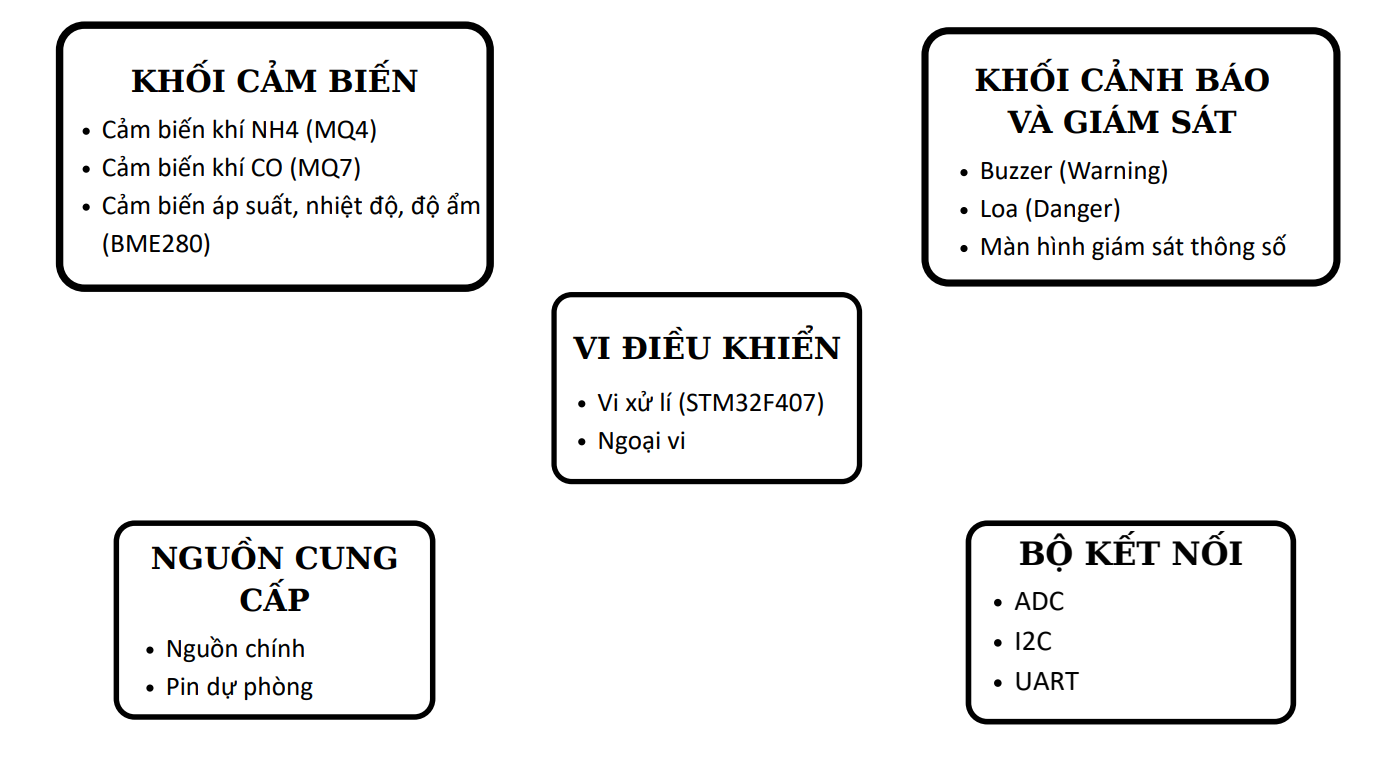 KHỐI CẢM BIẾN
• Cảm biến khí NH4 (MQ4)
• Cảm biến khí CO (MQ7)
• Cảm biến áp suất, nhiệt độ, độ ẩm
(BME280)
KHỐI CẢNH BÁO
VÀ GIÁM SÁT
• Buzzer (Warning)
• Loa (Danger)
• Màn hình giám sát thông số
VI ĐIỀU KHIỂN
• Vi xử lí (STM32F407)
• Ngoại vi
NGUỒN CUNG
CẤP
• Nguồn chính
• Pin dự phòng
BỘ KẾT NỐI
• ADC
• I2C
• UART